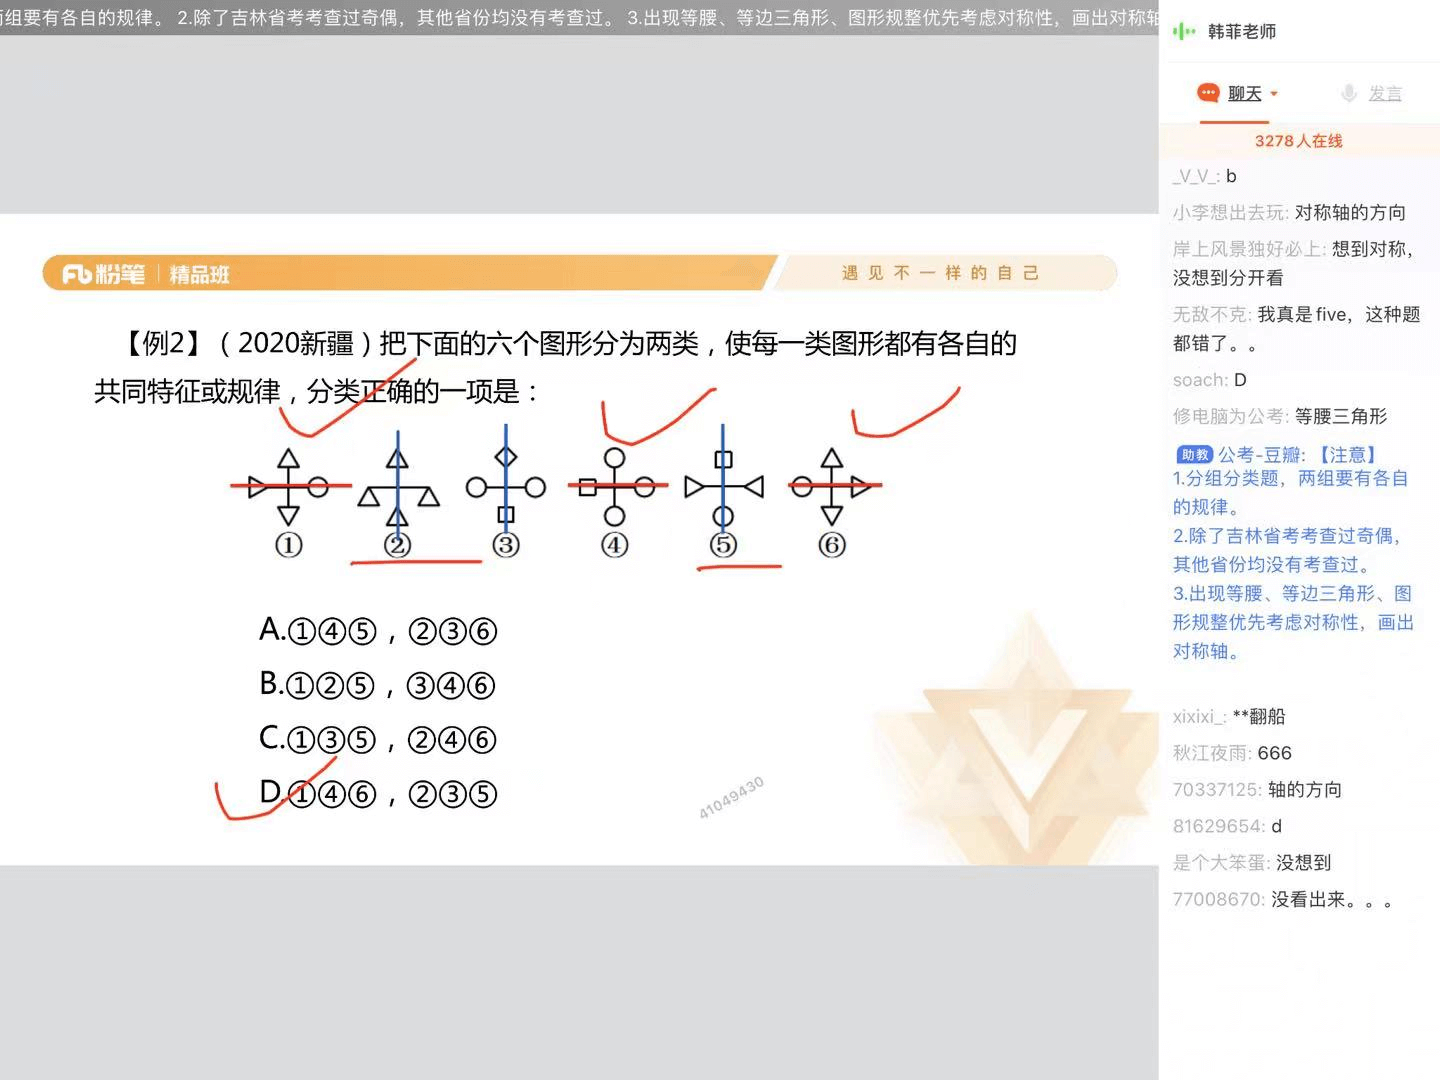 组要有各自的规律。 2.除了吉林省考考查过奇偶，其他省份均没有考查过。 3.出现等腰、等边三角形、图形规整优先考虑对称性，画出对称轴
粉笔 精品班
遇见不一样的自己
【例2】（2020新疆）把下面的六个图形分为两类，使每一类图形都有各自的
共同特征或规律，分类正确的一项是：
① ② ③ ④ ⑤ ⑥
A.①④⑤，②③⑥
B.①②⑤，③④⑥
C.①③⑤，②④⑥
D.①④⑥，②③⑤
41049430
韩菲老师
聊天 发言
3278人在线
_V_V_: b
小李想出去玩: 对称轴的方向
岸上风景独好必上: 想到对称，
没想到分开看
无敌不克: 我真是five，这种题
都错了。。
soach: D
修电脑为公考: 等腰三角形
助教 公考-豆瓣: 【注意】
1.分组分类题，两组要有各自
的规律。
2.除了吉林省考考查过奇偶，
其他省份均没有考查过。
3.出现等腰、等边三角形、图
形规整优先考虑对称性，画出
对称轴。
xixixi_: **翻船
秋江夜雨: 666
70337125: 轴的方向
81629654: d
是个大笨蛋: 没想到
77008670: 没看出来。。。